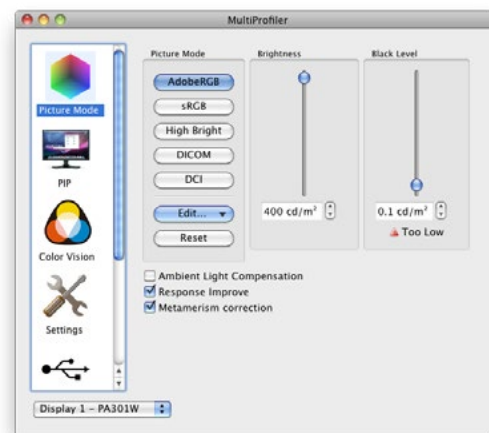 MultiProfiler
Picture Mode
PIP
Color Vision
Settings
Picture Mode
AdobeRGB
sRGB
High Bright
DICOM
DCI
Edit...
Reset
Brightness
400 cd/m²
Black Level
0.1 cd/m²
Too Low
Ambient Light Compensation
Response Improve
Metamerism correction
Display 1 - PA301W